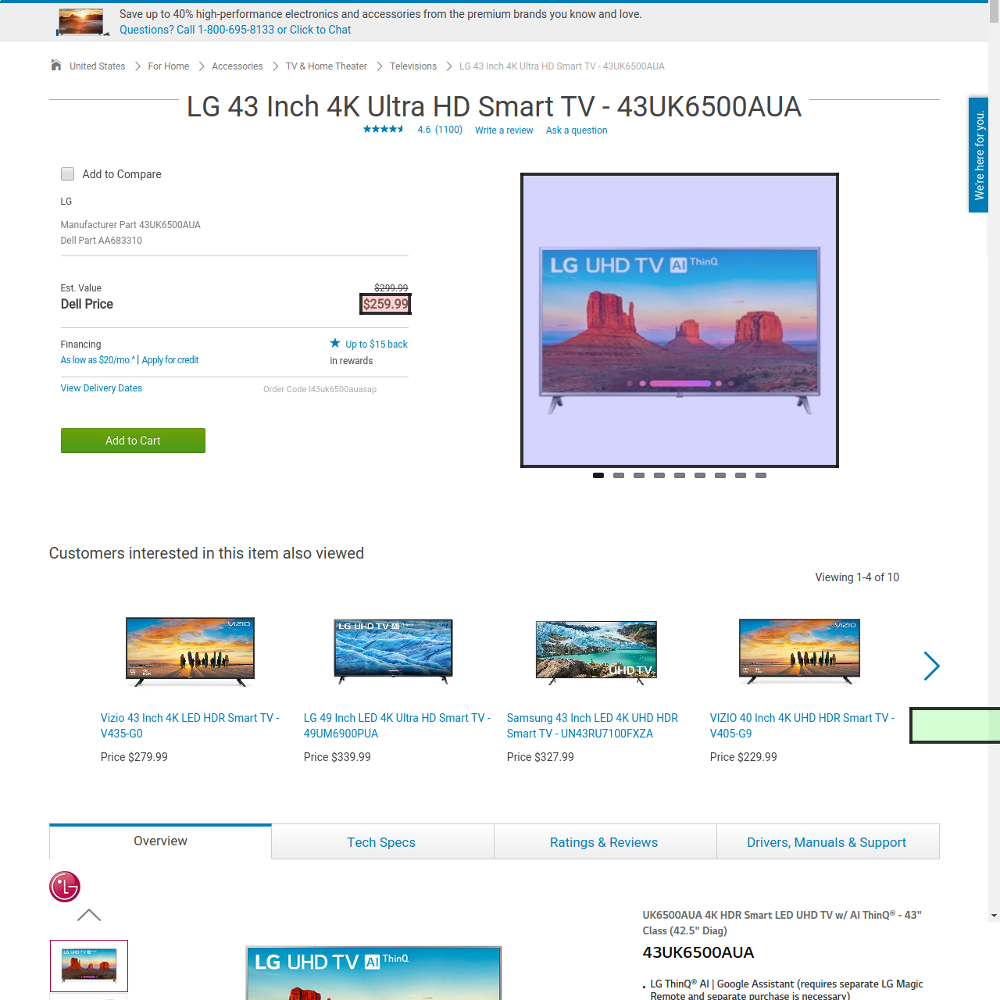 Save up to 40% high-performance electronics and accessories from the premium brands you know and love.
Questions? Call 1-800-695-8133 or Click to Chat
United States
For Home
Accessories
TV & Home Theater
Televisions
LG 43 Inch 4K Ultra HD Smart TV - 43UK6500AUA
LG 43 Inch 4K Ultra HD Smart TV - 43UK6500AUA
4.6 (1100) Write a review Ask a question
We're here for you.
Add to Compare
LG
Manufacturer Part 43UK6500AUA
Dell Part AA683310
Est. Value $299.99
Dell Price $259.99
Financing
As low as $20/mo.^ | Apply for credit
Up to $15 back
in rewards
View Delivery Dates
Order Code l43uk6500auasap
Add to Cart
LG UHD TV AI ThinQ
Customers interested in this item also viewed
Viewing 1-4 of 10
VIZIO
LG UHD TV AI
UHD TV
VIZIO
Vizio 43 Inch 4K LED HDR Smart TV -
V435-G0
Price $279.99
LG 49 Inch LED 4K Ultra HD Smart TV -
49UM6900PUA
Price $339.99
Samsung 43 Inch LED 4K UHD HDR
Smart TV - UN43RU7100FXZA
Price $327.99
VIZIO 40 Inch 4K UHD HDR Smart TV -
V405-G9
Price $229.99
Overview
Tech Specs
Ratings & Reviews
Drivers, Manuals & Support
UK6500AUA 4K HDR Smart LED UHD TV w/ AI ThinQ® - 43"
Class (42.5" Diag)
43UK6500AUA
LG UHD TV
LG UHD TV AI ThinQ
• LG ThinQ® AI | Google Assistant (requires separate LG Magic
Remote and separate purchase is necessary)